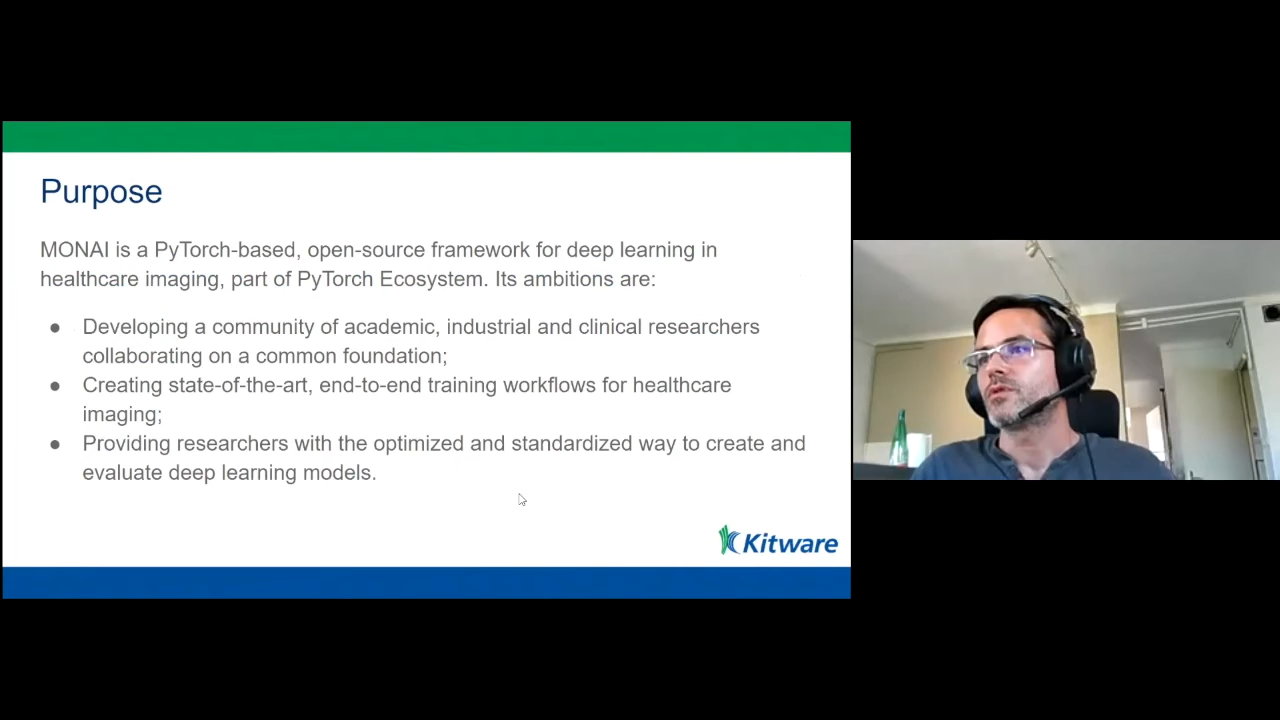 Purpose
MONAI is a PyTorch-based, open-source framework for deep learning in
healthcare imaging, part of PyTorch Ecosystem. Its ambitions are:
● Developing a community of academic, industrial and clinical researchers
collaborating on a common foundation;
● Creating state-of-the-art, end-to-end training workflows for healthcare
imaging;
● Providing researchers with the optimized and standardized way to create and
evaluate deep learning models.
Kitware